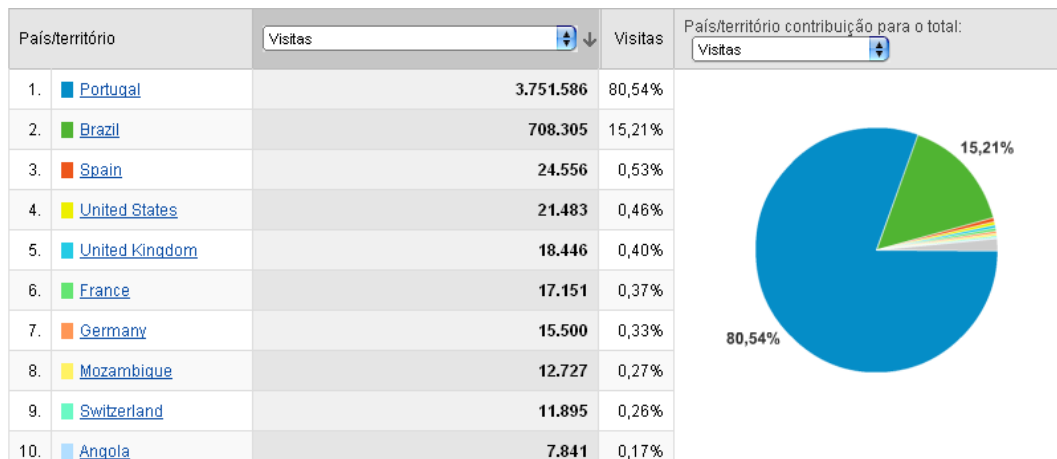 País/território Visitas Visitas País/território contribuição para o total:
Visitas
1. Portugal 3.751.586 80,54%
2. Brazil 708.305 15,21%
3. Spain 24.556 0,53%
4. United States 21.483 0,46%
5. United Kingdom 18.446 0,40%
6. France 17.151 0,37%
7. Germany 15.500 0,33%
8. Mozambique 12.727 0,27%
9. Switzerland 11.895 0,26%
10. Angola 7.841 0,17%
15,21%
80,54%